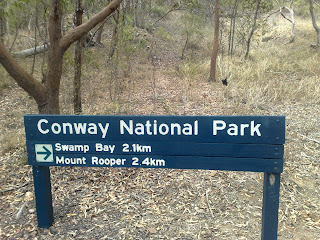 Conway National Park
Swamp Bay 2.1km
Mount Rooper 2.4km